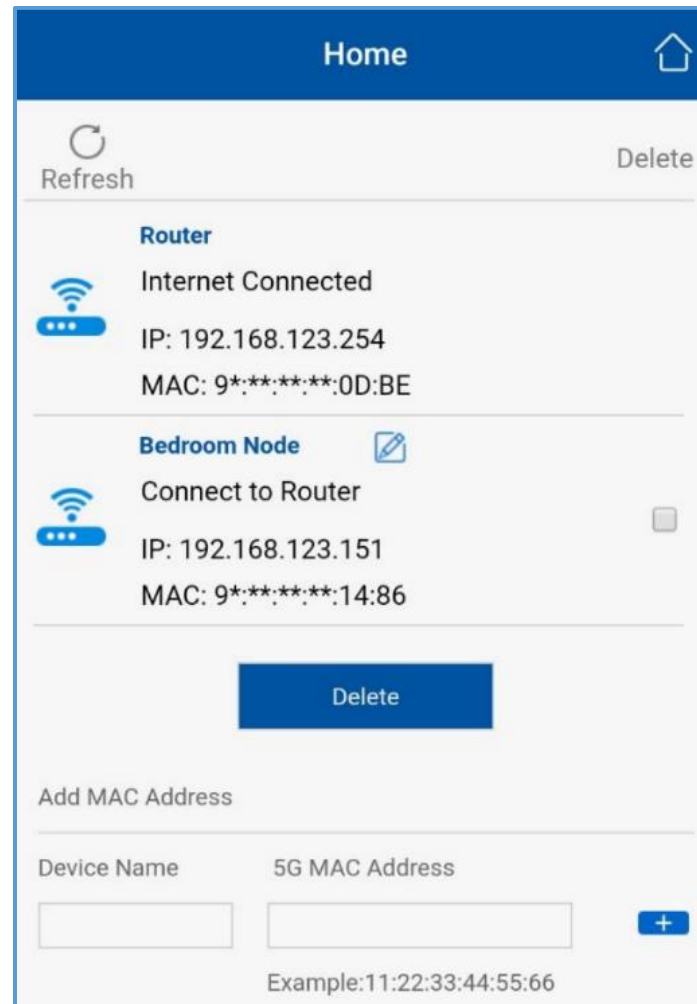 Home
Refresh
Delete
Router
Internet Connected
IP: 192.168.123.254
MAC: 9*:**:**:**:0D:BE
Bedroom Node
Connect to Router
IP: 192.168.123.151
MAC: 9*:**:**:**:14:86
Delete
Add MAC Address
Device Name 5G MAC Address
+
Example:11:22:33:44:55:66